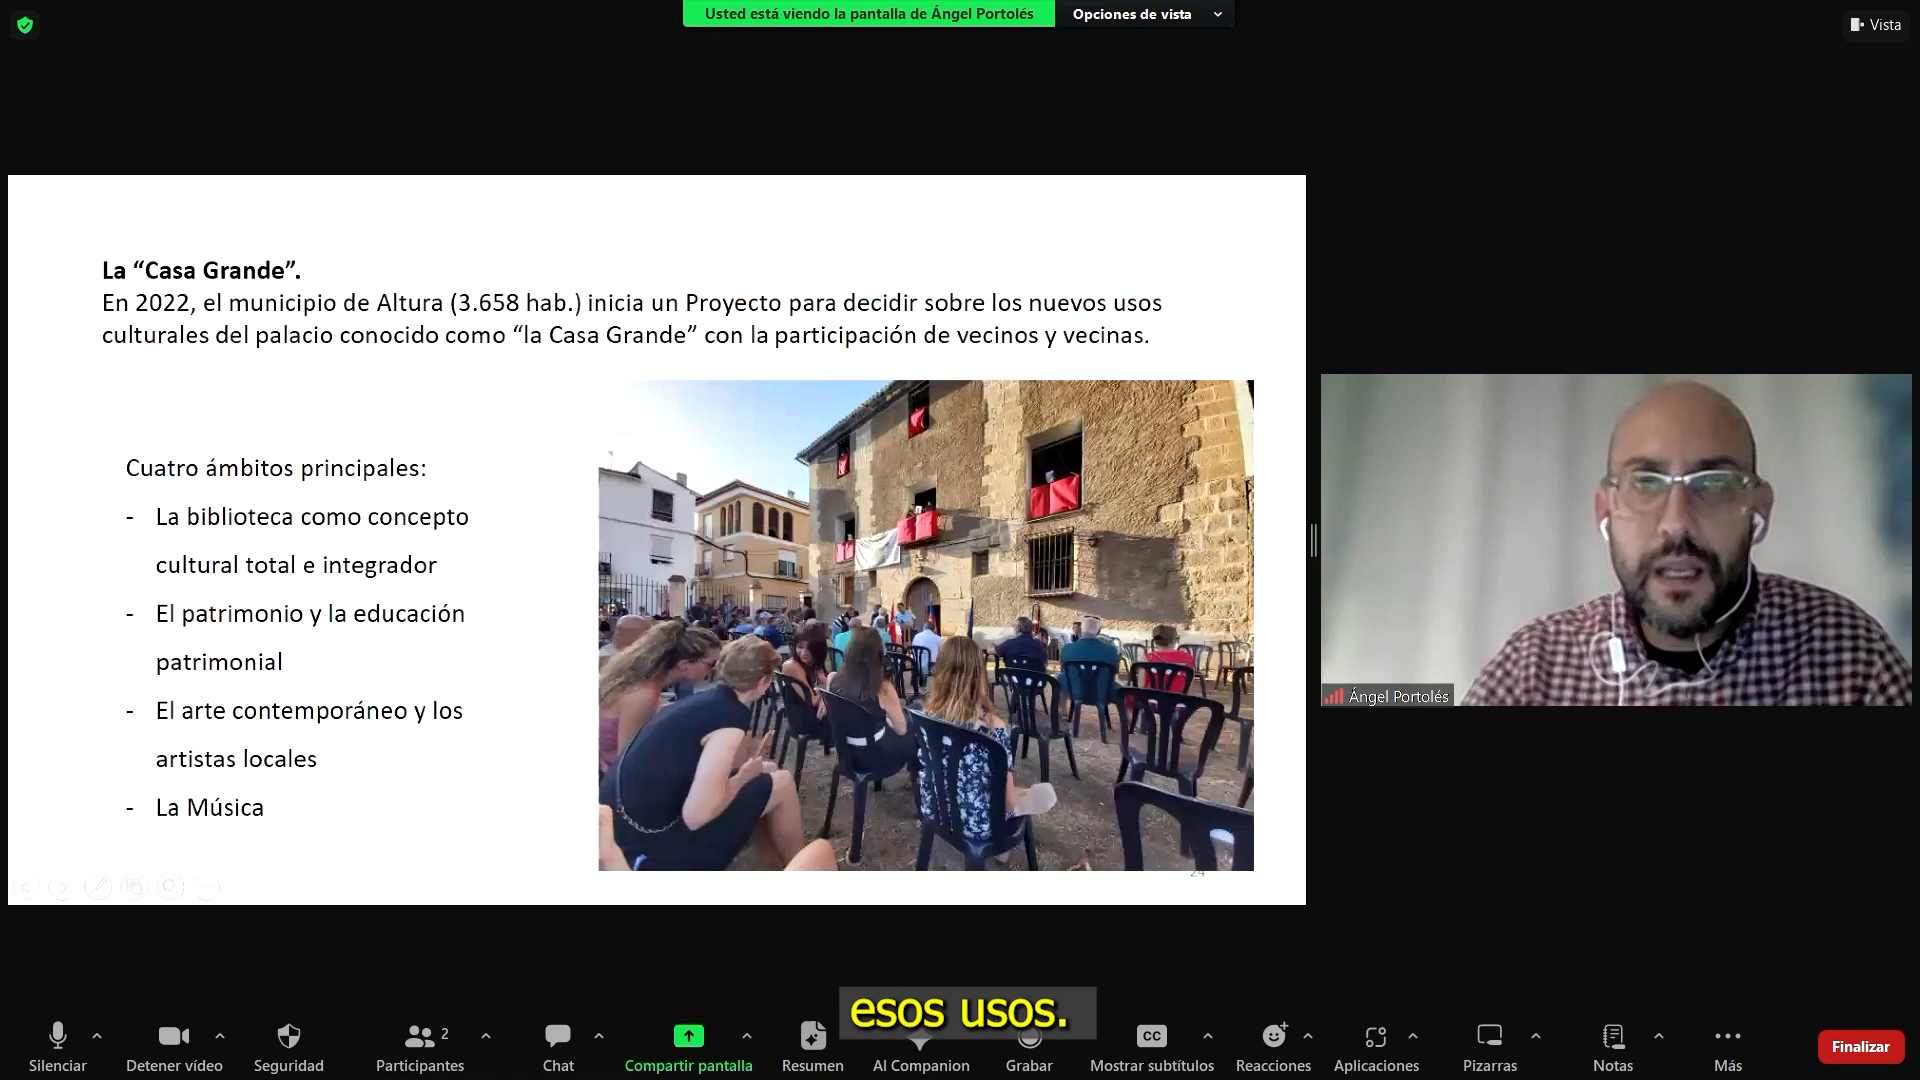 Usted está viendo la pantalla de Ángel Portolés
Opciones de vista
Vista
La “Casa Grande”.
En 2022, el municipio de Altura (3.658 hab.) inicia un Proyecto para decidir sobre los nuevos usos
culturales del palacio conocido como “la Casa Grande” con la participación de vecinos y vecinas.
Cuatro ámbitos principales:
- La biblioteca como concepto
cultural total e integrador
- El patrimonio y la educación
patrimonial
- El arte contemporáneo y los
artistas locales
- La Música
24
Ángel Portolés
esos usos.
2
CC
Silenciar
Detener vídeo
Seguridad
Participantes
Chat
Compartir pantalla
Resumen
AI Companion
Grabar
Mostrar subtítulos
Reacciones
Aplicaciones
Pizarras
Notas
Más
Finalizar